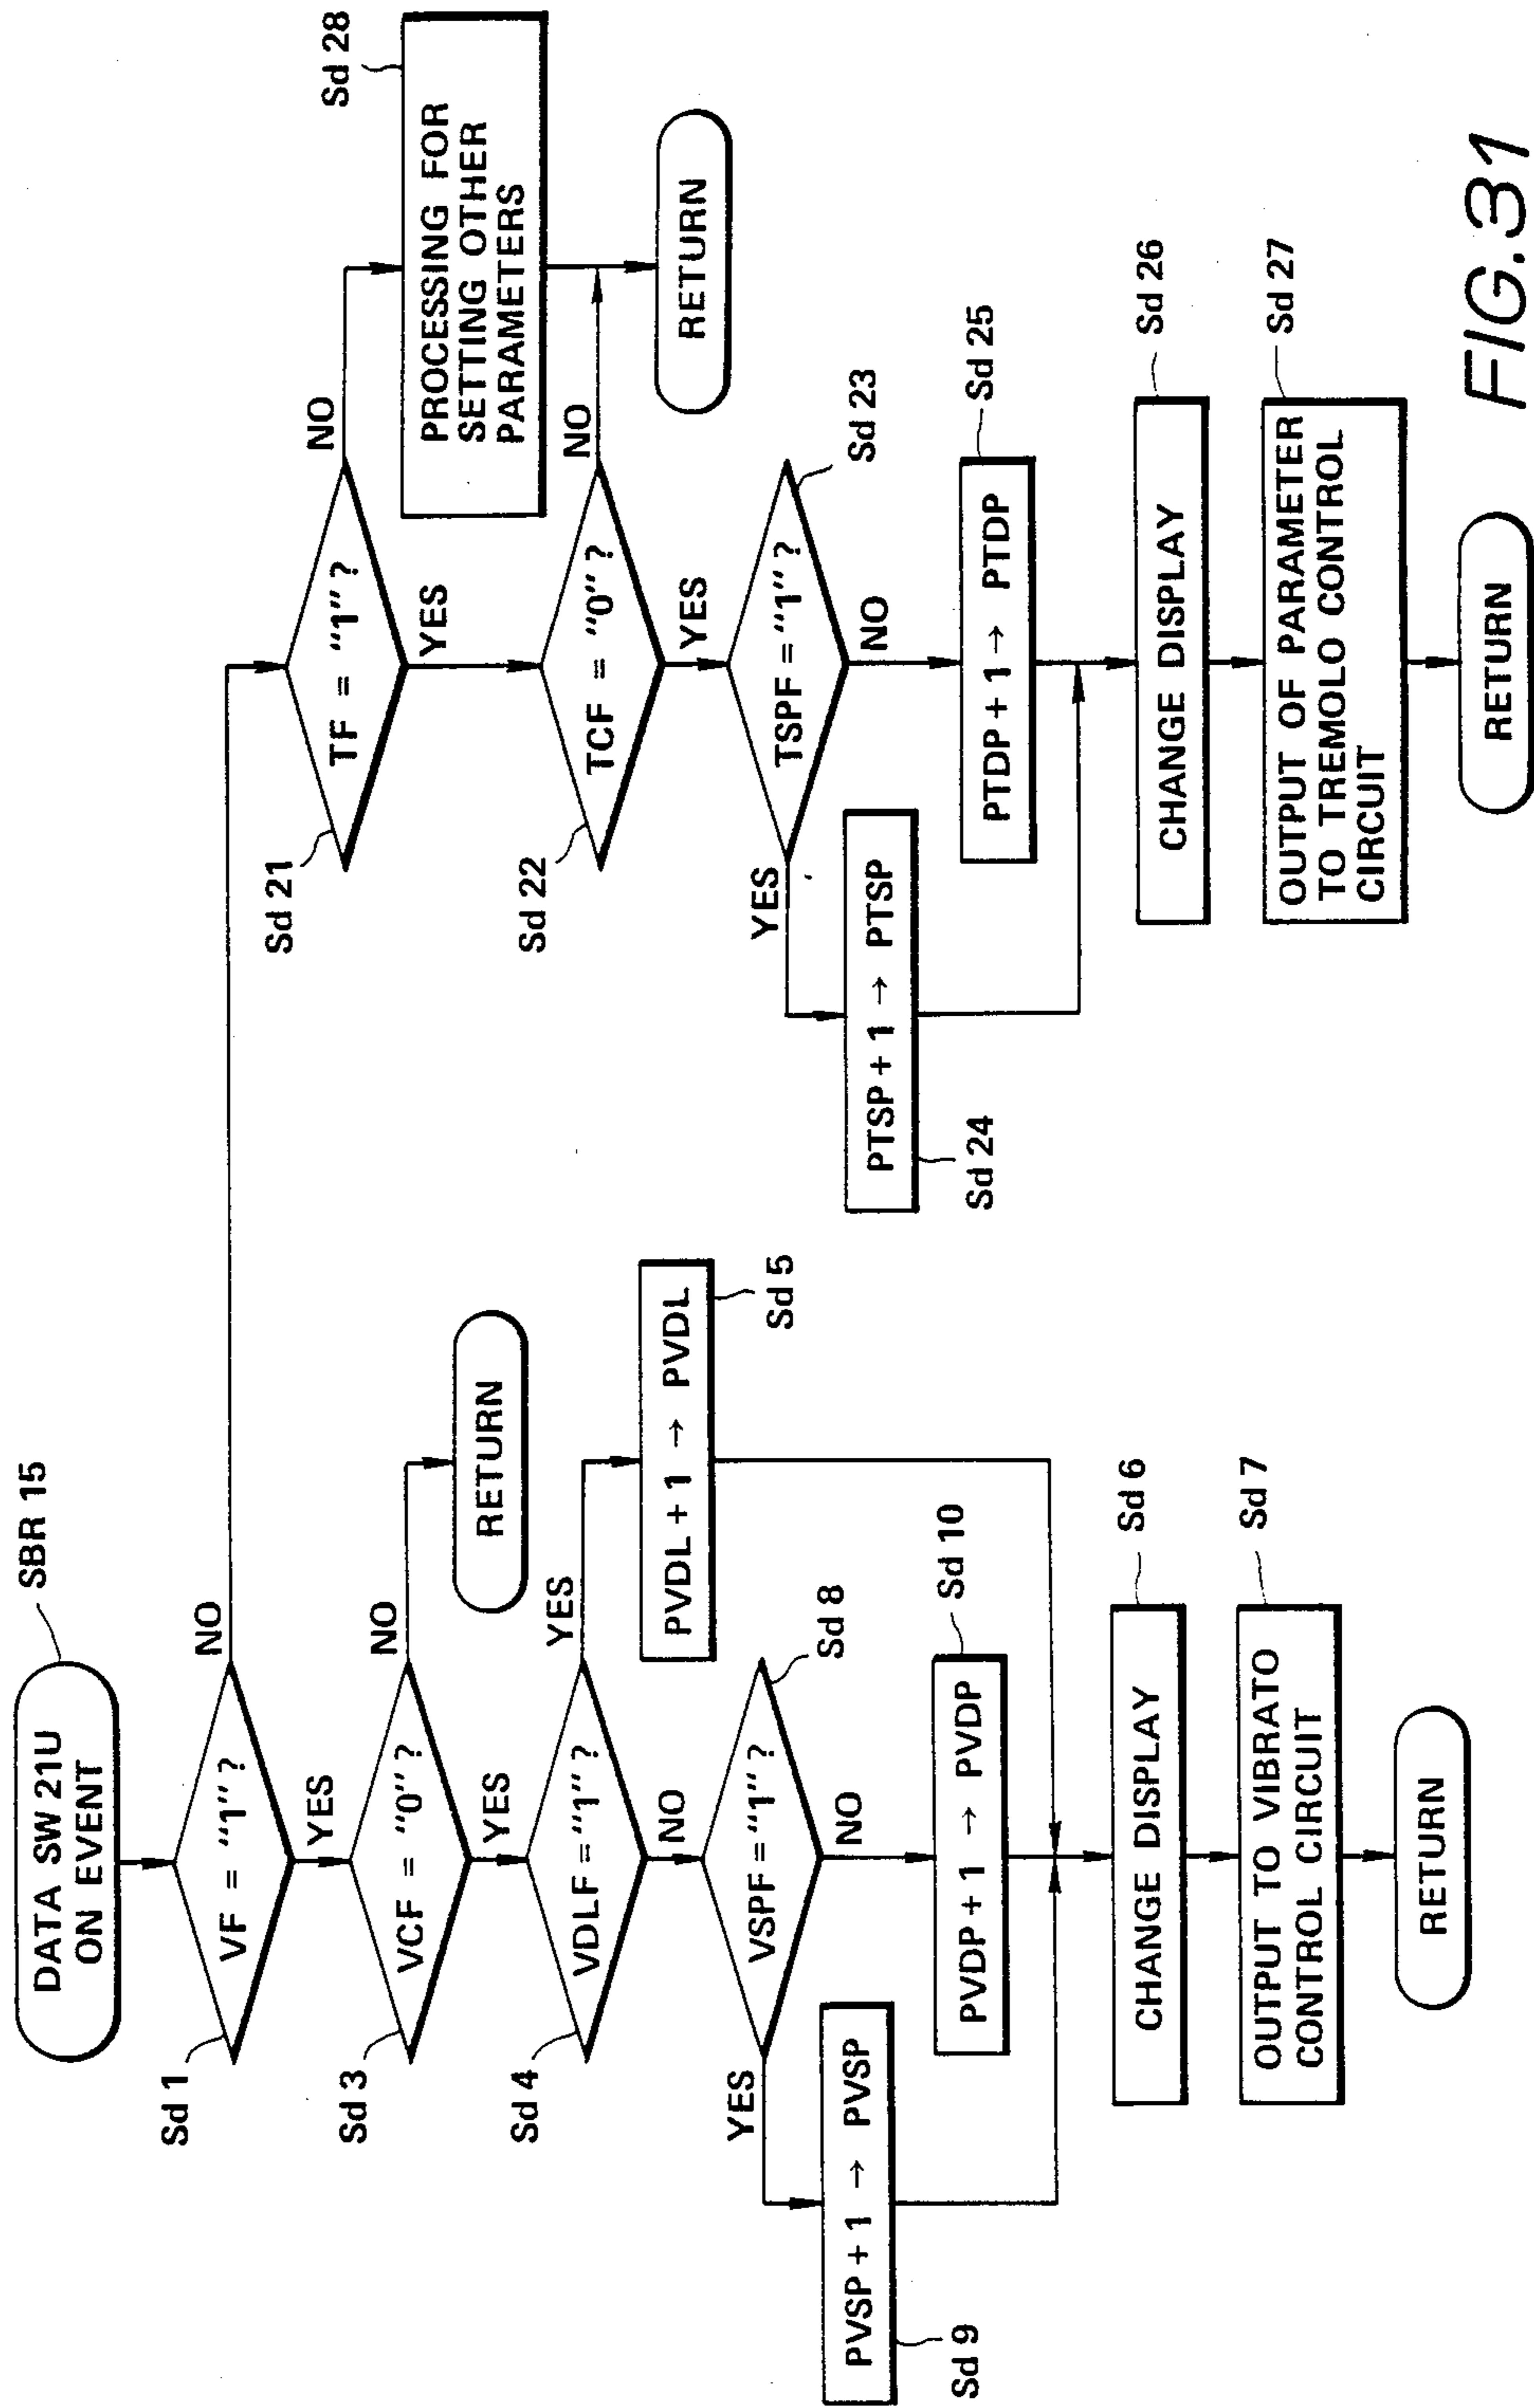 DATA SW 21U
ON EVENT
SBR 15
Sd 1
VF = "1" ?
NO
YES
Sd 3
VCF = "0" ?
NO
RETURN
YES
Sd 4
VDLF = "1" ?
YES
PVDL + 1 → PVDL
Sd 5
NO
VSPF = "1" ?
Sd 8
YES
PVSP + 1 → PVSP
Sd 9
NO
PVDP + 1 → PVDP
Sd 10
CHANGE DISPLAY
Sd 6
OUTPUT TO VIBRATO
CONTROL CIRCUIT
Sd 7
RETURN
Sd 21
TF = "1" ?
NO
YES
Sd 28
PROCESSING FOR
SETTING OTHER
PARAMETERS
Sd 22
TCF = "0" ?
NO
RETURN
YES
TSPF = "1" ?
Sd 23
YES
PTSP + 1 → PTSP
Sd 24
NO
PTDP + 1 → PTDP
Sd 25
CHANGE DISPLAY
Sd 26
OUTPUT OF PARAMETER
TO TREMOLO CONTROL
CIRCUIT
Sd 27
RETURN
FIG.31